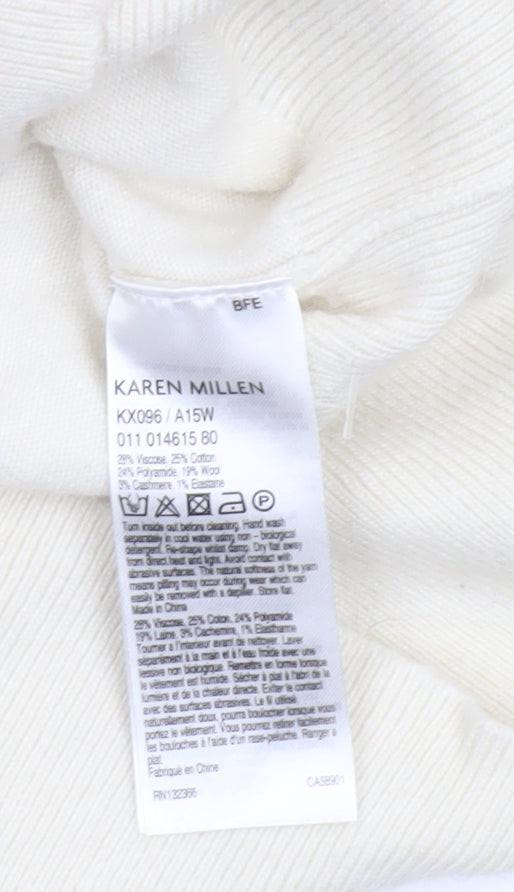 BFE
KAREN MILLEN
KX096 / A15W
011 014615 80
28% Viscose, 25% Cotton
24% Polyamide, 19% Wool
3% Cashmere, 1% Elastane
P
Turn inside out before cleaning. Hand wash
separately in cool water using non - biological
detergent. Re-shape whilst damp. Dry flat away
from direct heat and light. Avoid contact with
abrasive surfaces. The natural softness of the yarn
means pilling may occur during wear which can
easily be removed with a depiller. Store flat.
Made in China
28% Viscose, 25% Coton, 24% Polyamide
19% Laine, 3% Cachemire, 1% Elasthanne
Tourner à l'interieur avant de nettoyer. Laver
séparément à la main et à l'eau froide avec une
lessive non biologique. Remettre en forme lorsque
le vêtement est humide. Sécher à plat à l'abri de la
lumière et de la chaleur directe. Eviter le contact
avec des surfaces abrasives. Le fil utilisé,
naturellement doux, pourra boulocher lorsque vous
portez le vêtement. Vous pourrez retirer facilement
les bouloches à l'aide d'un rase-peluche. Ranger à
plat.
Fabriqué en Chine
RN132366
CA58901